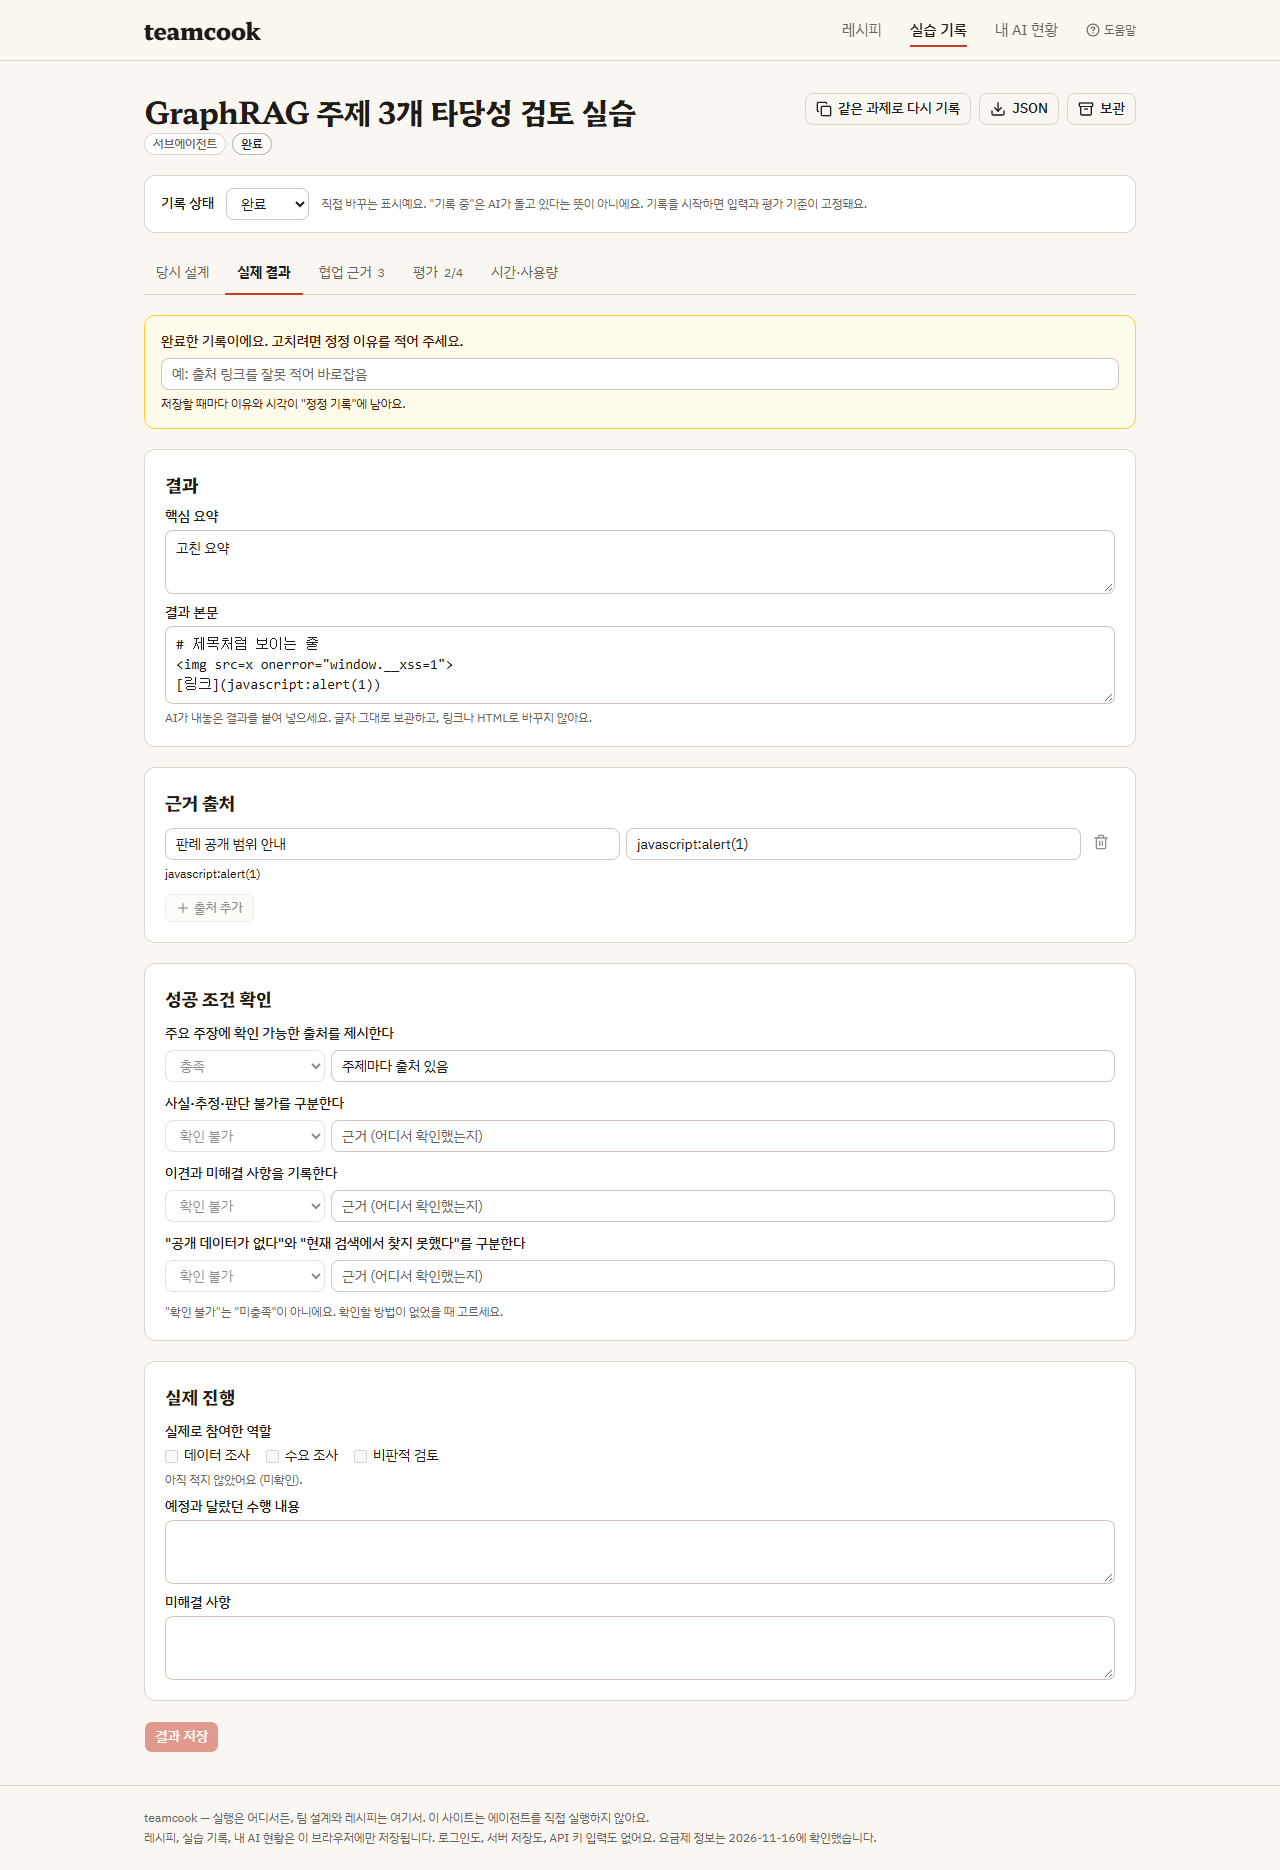 teamcook
레시피
실습 기록
내 AI 현황
도움말
GraphRAG 주제 3개 타당성 검토 실습
같은 과제로 다시 기록
JSON
보관
서브에이전트
완료
기록 상태
완료
직접 바꾸는 표시예요. "기록 중"은 AI가 돌고 있다는 뜻이 아니에요. 기록을 시작하면 입력과 평가 기준이 고정돼요.
당시 설계
실제 결과
협업 근거 3
평가 2/4
시간·사용량
완료한 기록이에요. 고치려면 정정 이유를 적어 주세요.
예: 출처 링크를 잘못 적어 바로잡음
저장할 때마다 이유와 시각이 "정정 기록"에 남아요.
결과
핵심 요약
고친 요약
결과 본문
# 제목처럼 보이는 줄
<img src=x onerror="window.__xss=1">
[링크](javascript:alert(1))
AI가 내놓은 결과를 붙여 넣으세요. 글자 그대로 보관하고, 링크나 HTML로 바꾸지 않아요.
근거 출처
판례 공개 범위 안내
javascript:alert(1)
javascript:alert(1)
출처 추가
성공 조건 확인
주요 주장에 확인 가능한 출처를 제시한다
충족
주제마다 출처 있음
사실·추정·판단 불가를 구분한다
확인 불가
근거 (어디서 확인했는지)
이견과 미해결 사항을 기록한다
확인 불가
근거 (어디서 확인했는지)
"공개 데이터가 없다"와 "현재 검색에서 찾지 못했다"를 구분한다
확인 불가
근거 (어디서 확인했는지)
"확인 불가"는 "미충족"이 아니에요. 확인할 방법이 없었을 때 고르세요.
실제 진행
실제로 참여한 역할
데이터 조사
수요 조사
비판적 검토
아직 적지 않았어요 (미확인).
예정과 달랐던 수행 내용
미해결 사항
결과 저장
teamcook — 실행은 어디서든, 팀 설계와 레시피는 여기서. 이 사이트는 에이전트를 직접 실행하지 않아요.
레시피, 실습 기록, 내 AI 현황은 이 브라우저에만 저장됩니다. 로그인도, 서버 저장도, API 키 입력도 없어요. 요금제 정보는 2026-11-16에 확인했습니다.